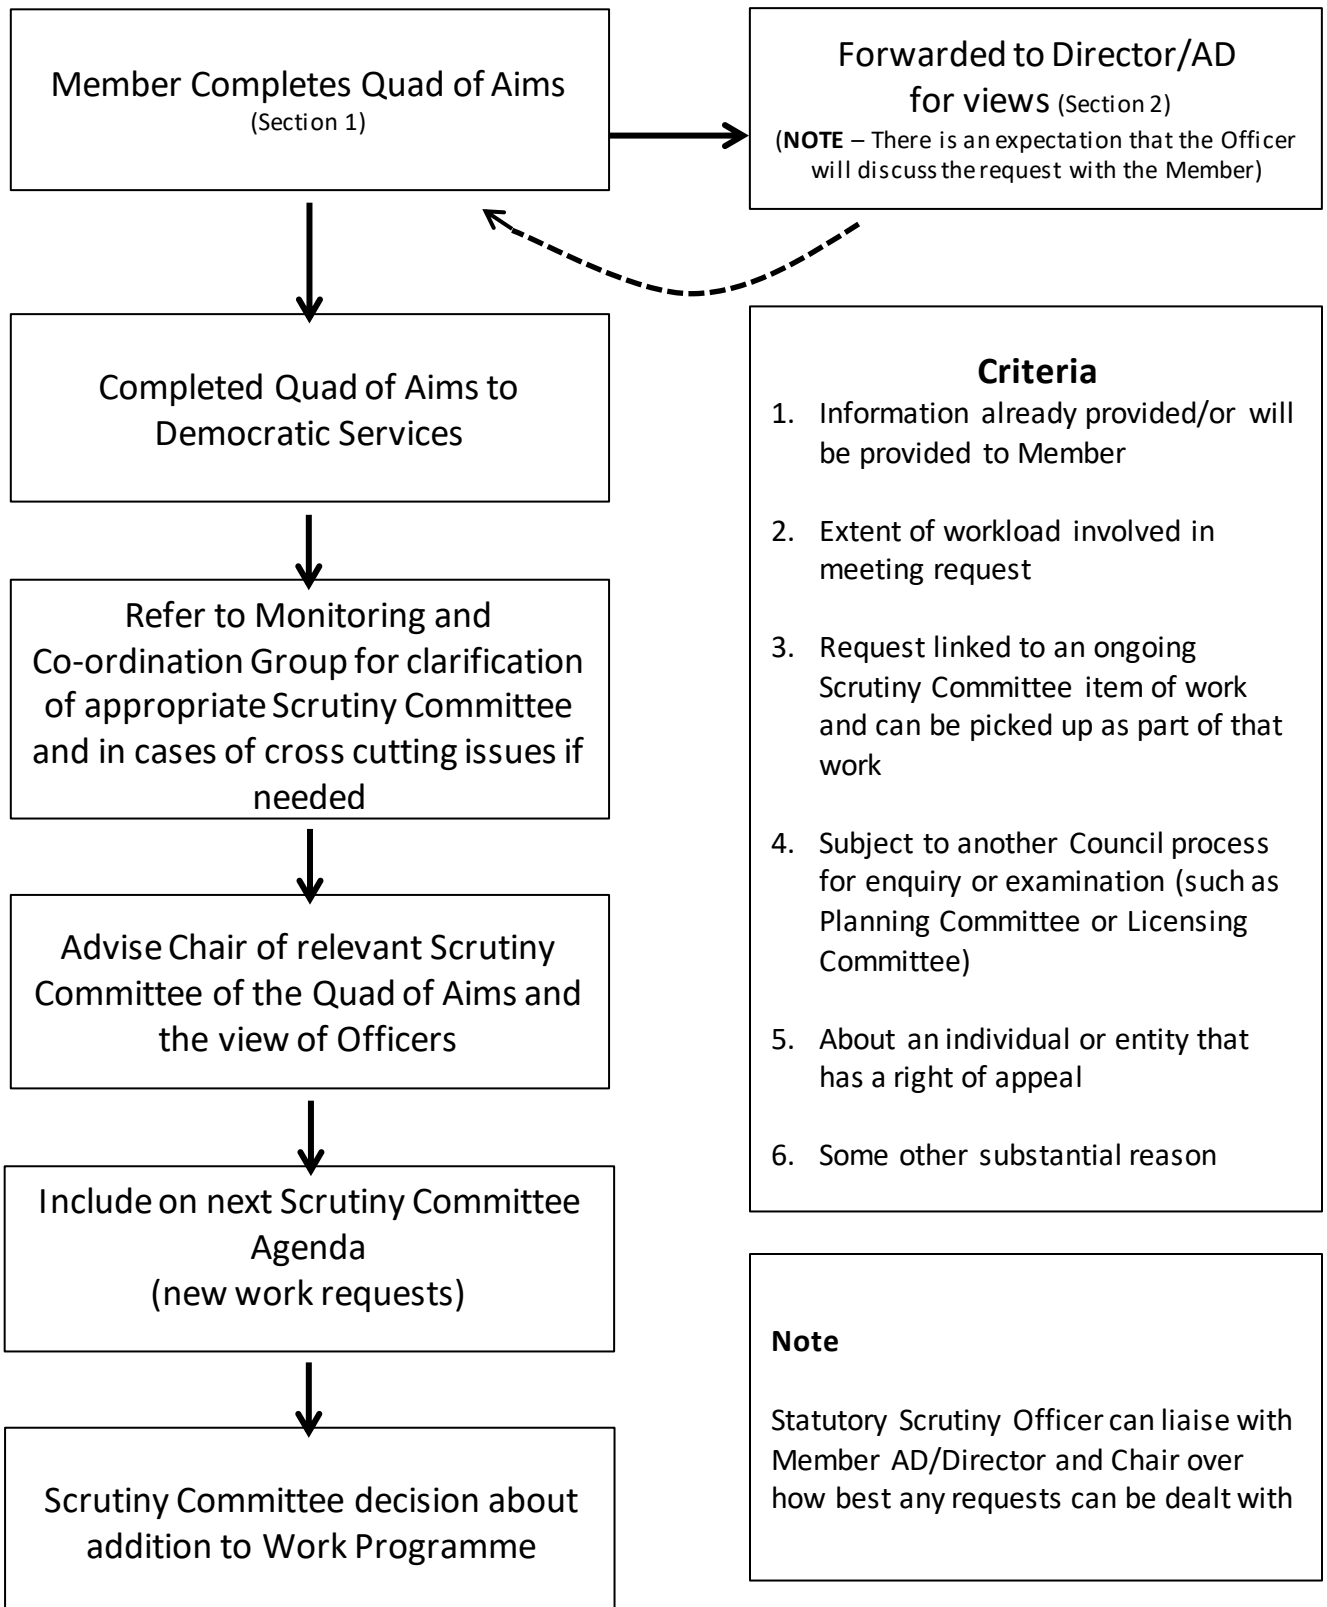 Member Completes Quad of Aims
(Section 1)
Forwarded to Director/AD
for views (Section 2)
(NOTE – There is an expectation that the Officer
will discuss the request with the Member)
Completed Quad of Aims to
Democratic Services
Refer to Monitoring and
Co-ordination Group for clarification
of appropriate Scrutiny Committee
and in cases of cross cutting issues if
needed
Advise Chair of relevant Scrutiny
Committee of the Quad of Aims and
the view of Officers
Include on next Scrutiny Committee
Agenda
(new work requests)
Scrutiny Committee decision about
addition to Work Programme
Criteria
1. Information already provided/or will
be provided to Member
2. Extent of workload involved in
meeting request
3. Request linked to an ongoing
Scrutiny Committee item of work
and can be picked up as part of that
work
4. Subject to another Council process
for enquiry or examination (such as
Planning Committee or Licensing
Committee)
5. About an individual or entity that
has a right of appeal
6. Some other substantial reason
Note
Statutory Scrutiny Officer can liaise with
Member AD/Director and Chair over
how best any requests can be dealt with